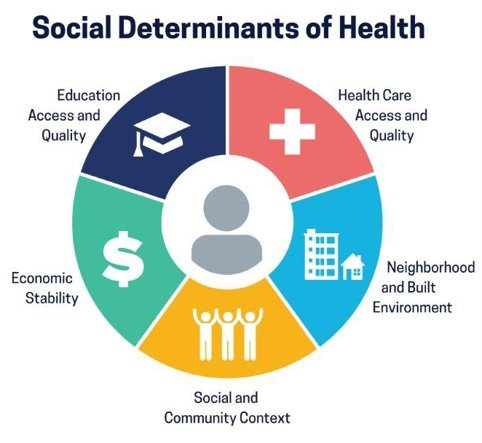 Social Determinants of Health
Education
Access and
Quality
Health Care
Access and
Quality
$
Economic
Stability
Neighborhood
and Built
Environment
Social and
Community Context